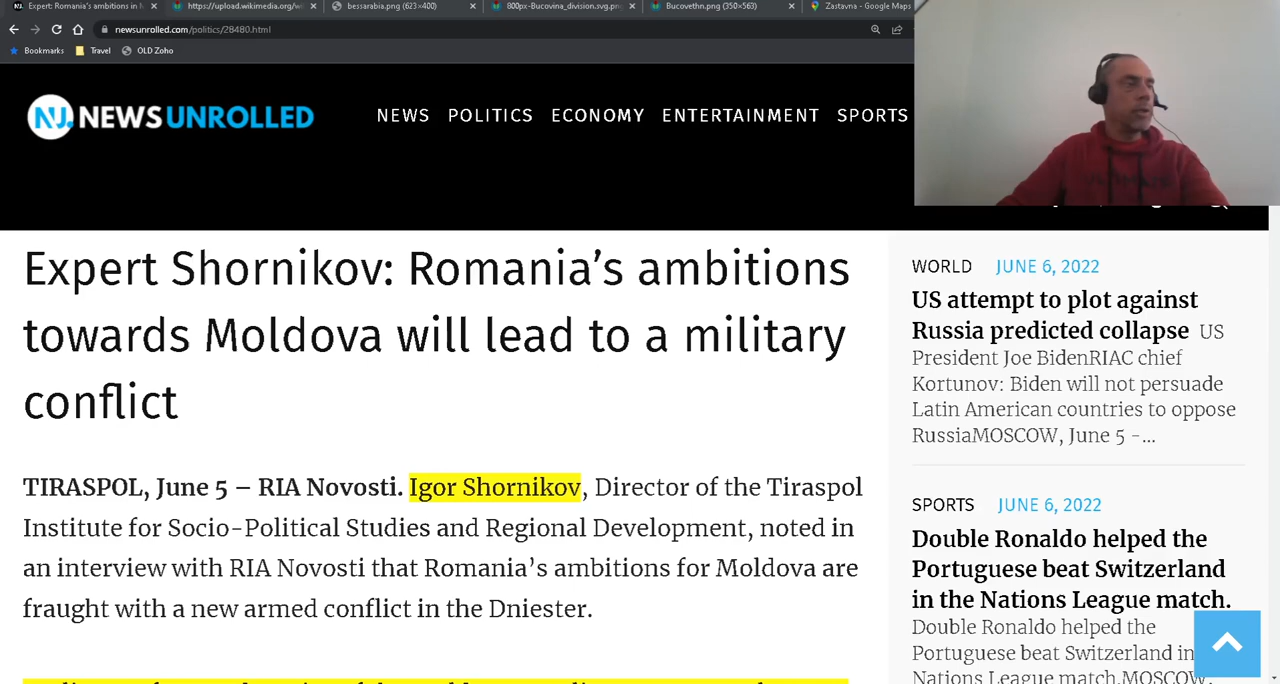 Expert: Romania's ambitions in M
https://upload.wikimedia.org/wi
bessarabia.png (623×400)
800px-Bucovina_division.svg.pn
Bucovethn.png (350×563)
Zastavna - Google Maps
newsunrolled.com/politics/28480.html
Bookmarks Travel OLD Zoho
NU. NEWS UNROLLED
NEWS POLITICS ECONOMY ENTERTAINMENT SPORTS
Expert Shornikov: Romania's ambitions
towards Moldova will lead to a military
conflict
TIRASPOL, June 5 – RIA Novosti. Igor Shornikov, Director of the Tiraspol
Institute for Socio-Political Studies and Regional Development, noted in
an interview with RIA Novosti that Romania's ambitions for Moldova are
fraught with a new armed conflict in the Dniester.
WORLD JUNE 6, 2022
US attempt to plot against
Russia predicted collapse US
President Joe BidenRIAC chief
Kortunov: Biden will not persuade
Latin American countries to oppose
RussiaMOSCOW, June 5 -...
SPORTS JUNE 6, 2022
Double Ronaldo helped the
Portuguese beat Switzerland
in the Nations League match.
Double Ronaldo helped the
Portuguese beat Switzerland in
Nations League match.MOSCOW,